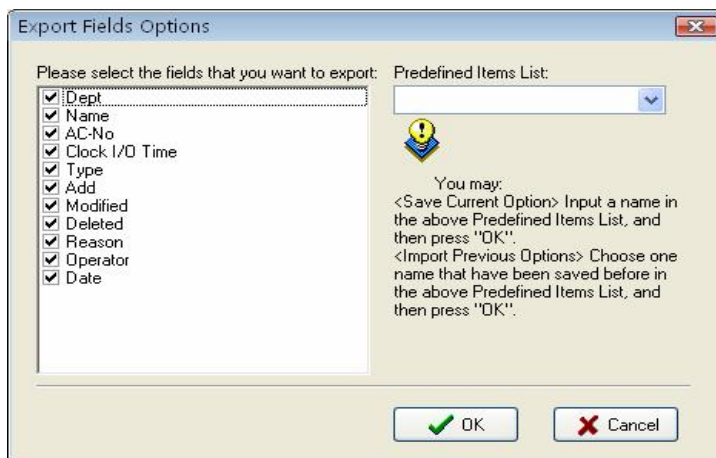 Export Fields Options
Please select the fields that you want to export:
Dept
Name
AC-No
Clock I/O Time
Type
Add
Modified
Deleted
Reason
Operator
Date
Predefined Items List:
You may:
<Save Current Option> Input a name in
the above Predefined Items List, and
then press "OK".
<Import Previous Options> Choose one
name that have been saved before in
the above Predefined Items List, and
then press "OK".
OK
Cancel